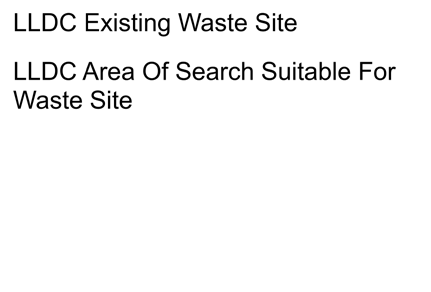 LLDC Existing Waste Site
LLDC Area Of Search Suitable For
Waste Site